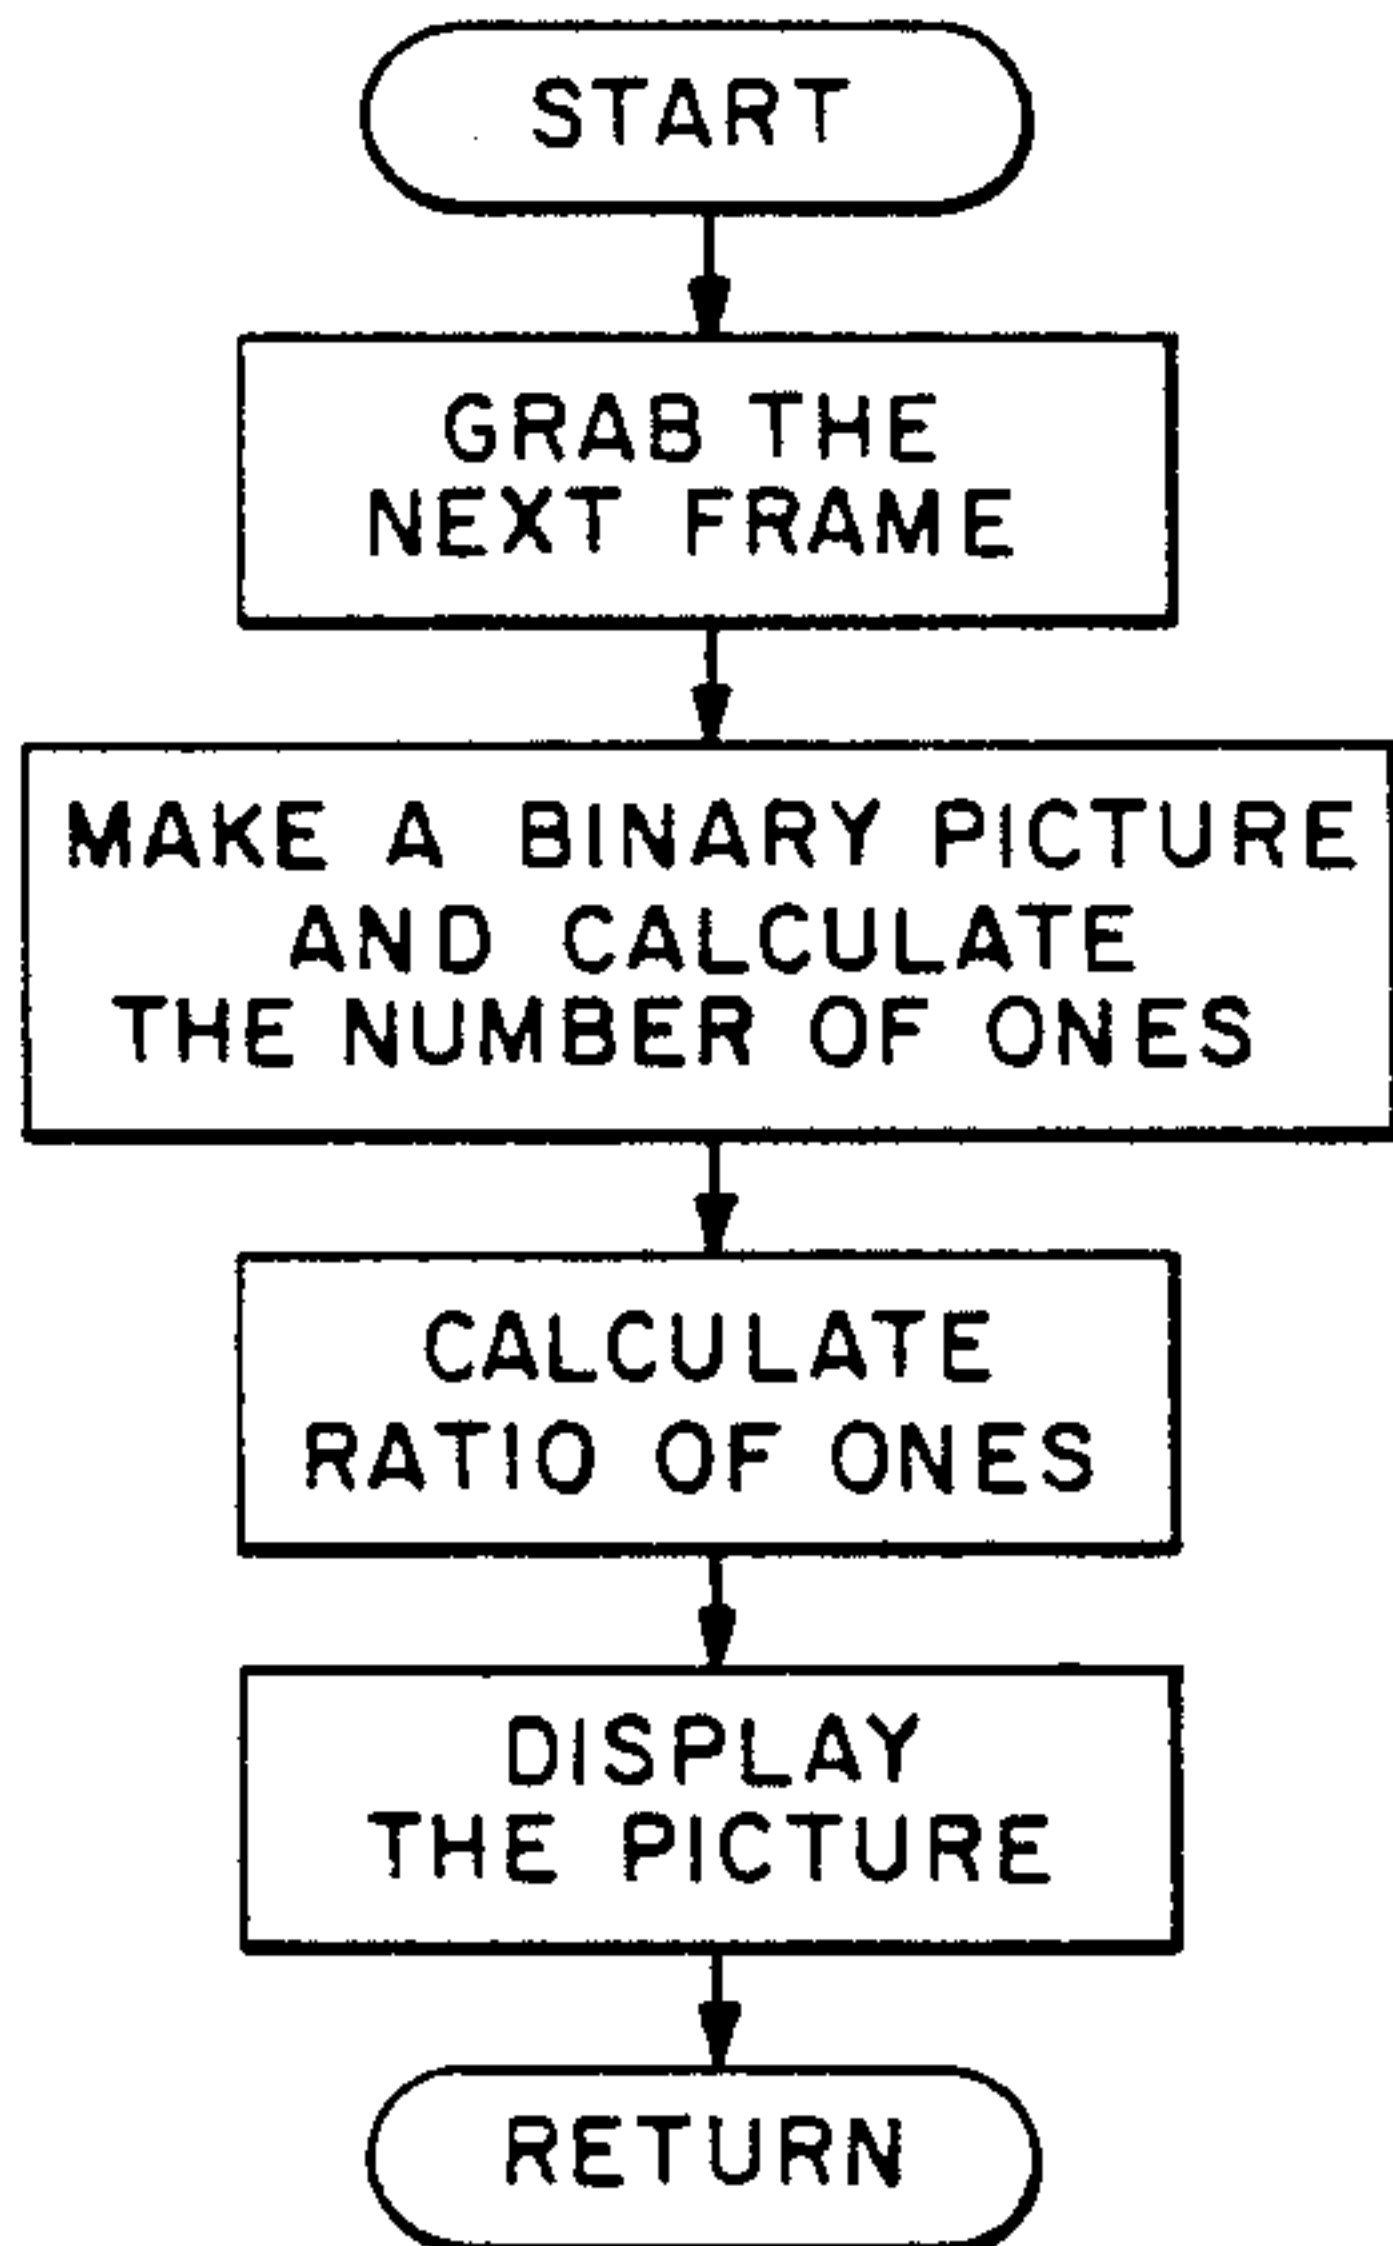 START
GRAB THE
NEXT FRAME
MAKE A BINARY PICTURE
AND CALCULATE
THE NUMBER OF ONES
CALCULATE
RATIO OF ONES
DISPLAY
THE PICTURE
RETURN